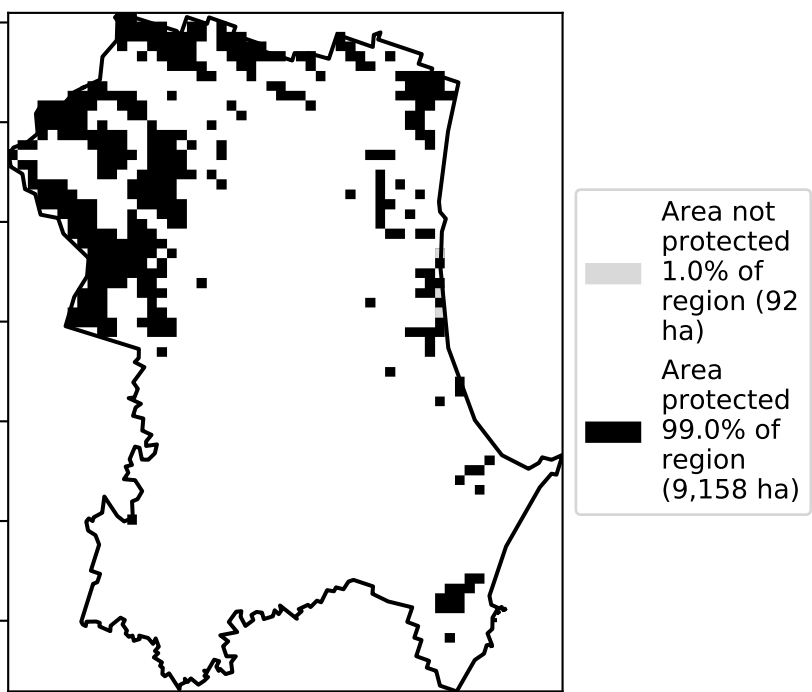 Area not
protected
1.0% of
region (92
ha)
Area
protected
99.0% of
region
(9,158 ha)